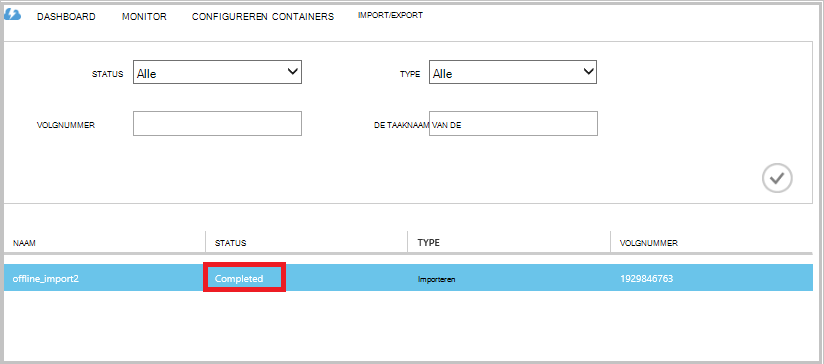 DASHBOARD MONITOR CONFIGUREREN CONTAINERS IMPORT/EXPORT
STATUS Alle TYPE Alle
VOLGNUMMER DE TAAKNAAM VAN DE
NAAM STATUS TYPE VOLGNUMMER
offline_import2 Completed Importeren 1929846763